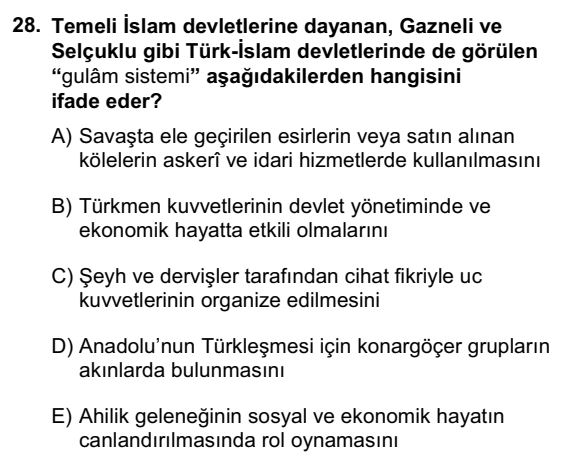 28. Temeli İslam devletlerine dayanan, Gazneli ve
Selçuklu gibi Türk-İslam devletlerinde de görülen
“gulâm sistemi” aşağıdakilerden hangisini
ifade eder?
A) Savaşta ele geçirilen esirlerin veya satın alınan
kölelerin askerî ve idari hizmetlerde kullanılmasını
B) Türkmen kuvvetlerinin devlet yönetiminde ve
ekonomik hayatta etkili olmalarını
C) Şeyh ve dervişler tarafından cihat fikriyle uc
kuvvetlerinin organize edilmesini
D) Anadolu’nun Türkleşmesi için konargöçer grupların
akınlarda bulunmasını
E) Ahilik geleneğinin sosyal ve ekonomik hayatın
canlandırılmasında rol oynamasını